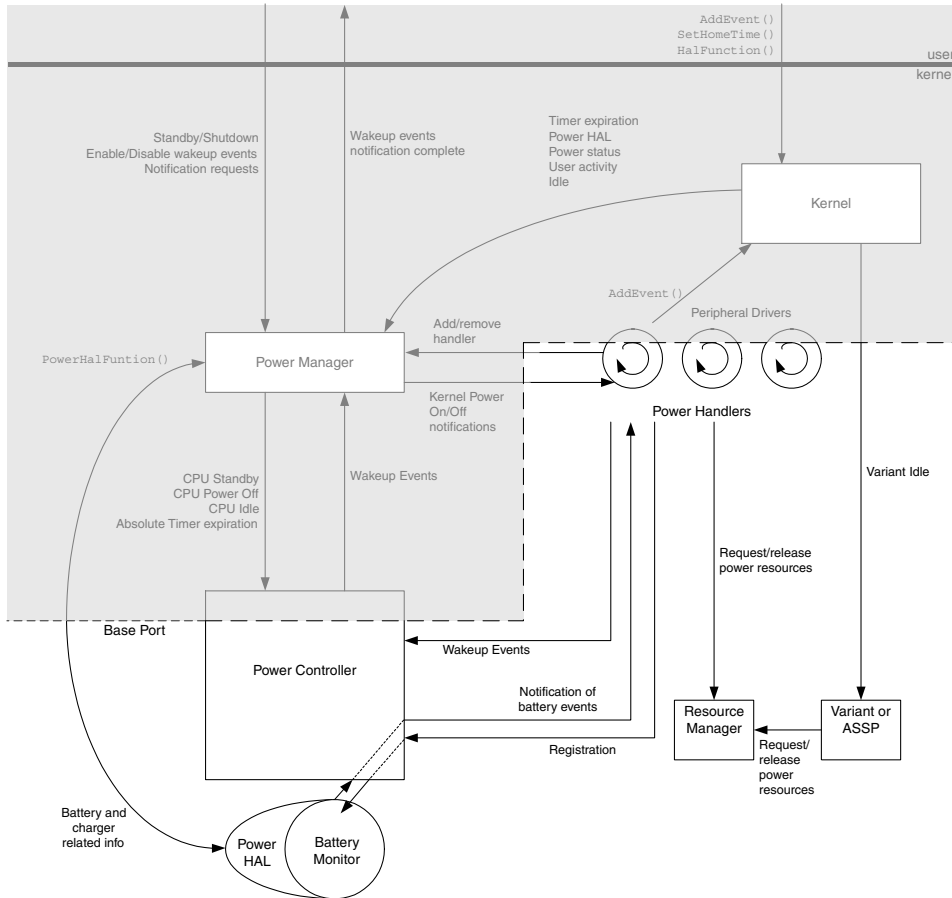 AddEvent()
SetHomeTime()
HalFunction()
user
kernel
Standby/Shutdown
Enable/Disable wakeup events
Notification requests
Wakeup events
notification complete
Timer expiration
Power HAL
Power status
User activity
Idle
Kernel
AddEvent()
Peripheral Drivers
Add/remove
handler
PowerHalFuntion()
Power Manager
Kernel Power
On/Off
notifications
Power Handlers
CPU Standby
CPU Power Off
CPU Idle
Absolute Timer expiration
Wakeup Events
Variant Idle
Request/release
power resources
Base Port
Wakeup Events
Power Controller
Notification of
battery events
Registration
Resource
Manager
Variant or
ASSP
Request/
release
power
resources
Battery and
charger
related info
Power
HAL
Battery
Monitor